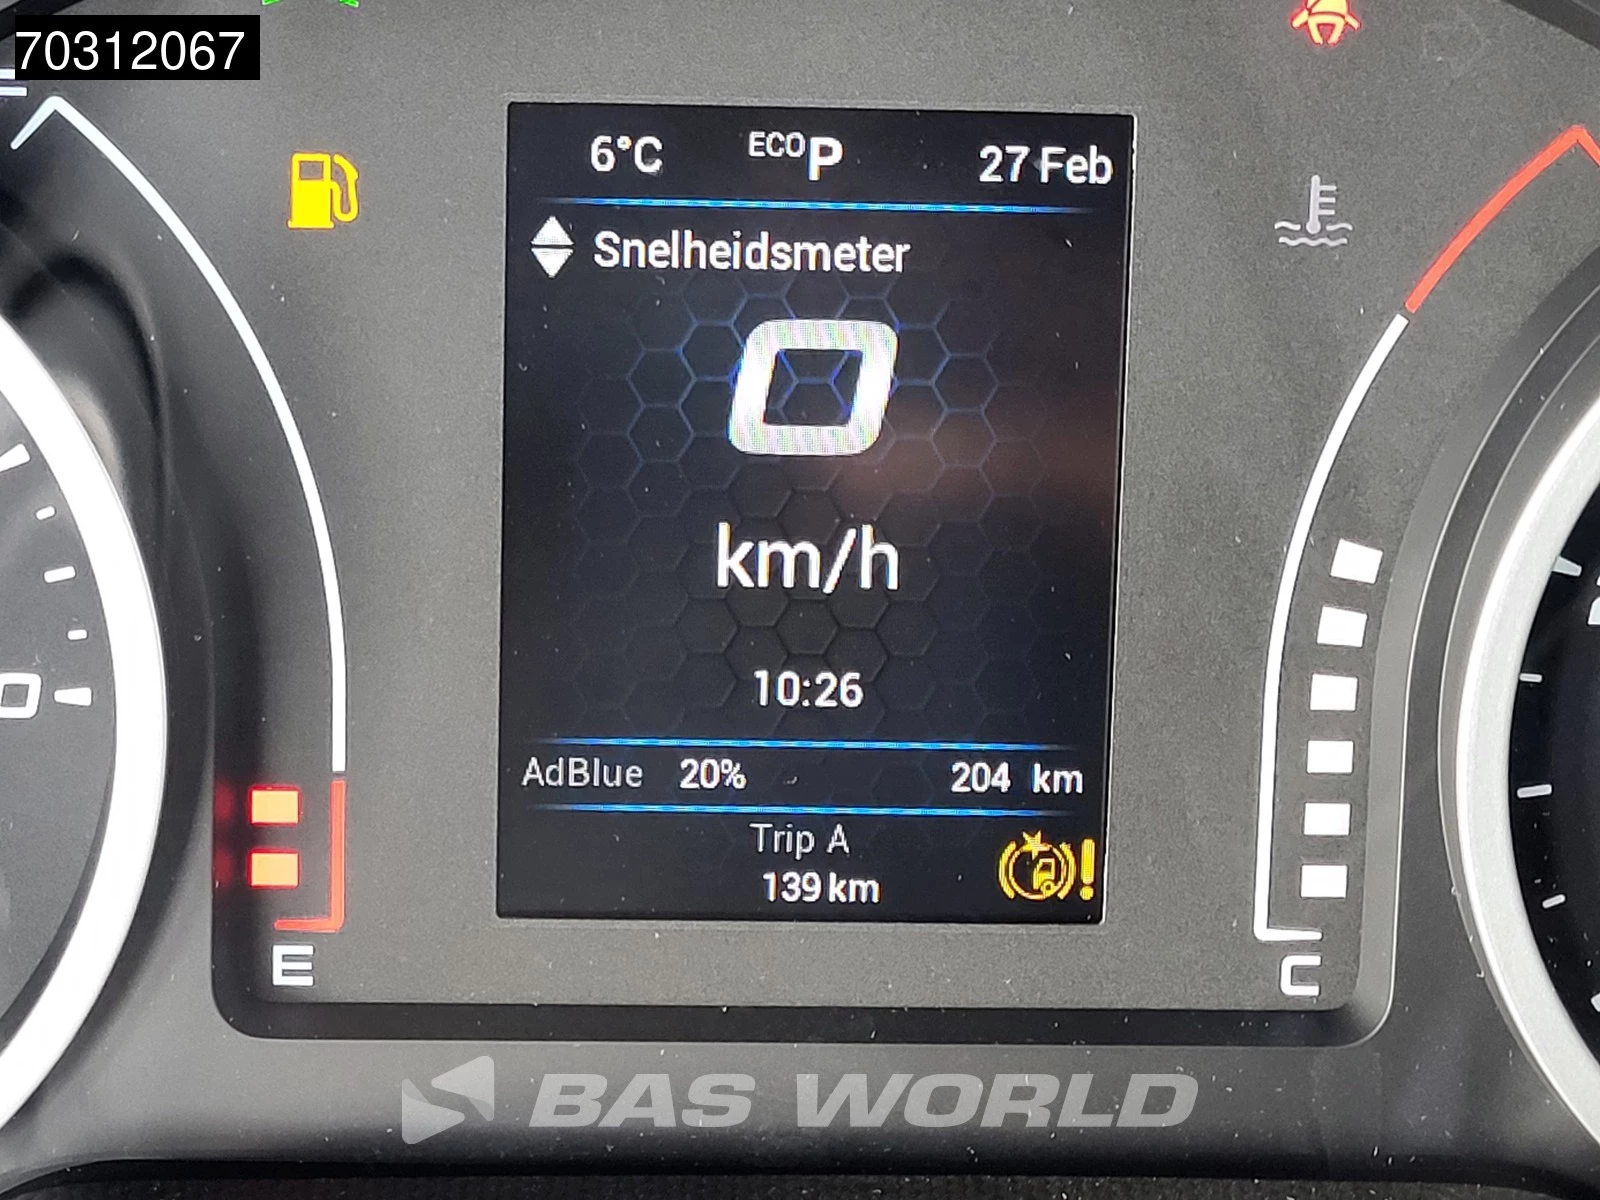 70312067
6°C ECO P 27 Feb
Snelheidsmeter
0
km/h
10:26
AdBlue 20% 204 km
Trip A
139 km
!
E
C
0
BAS WORLD